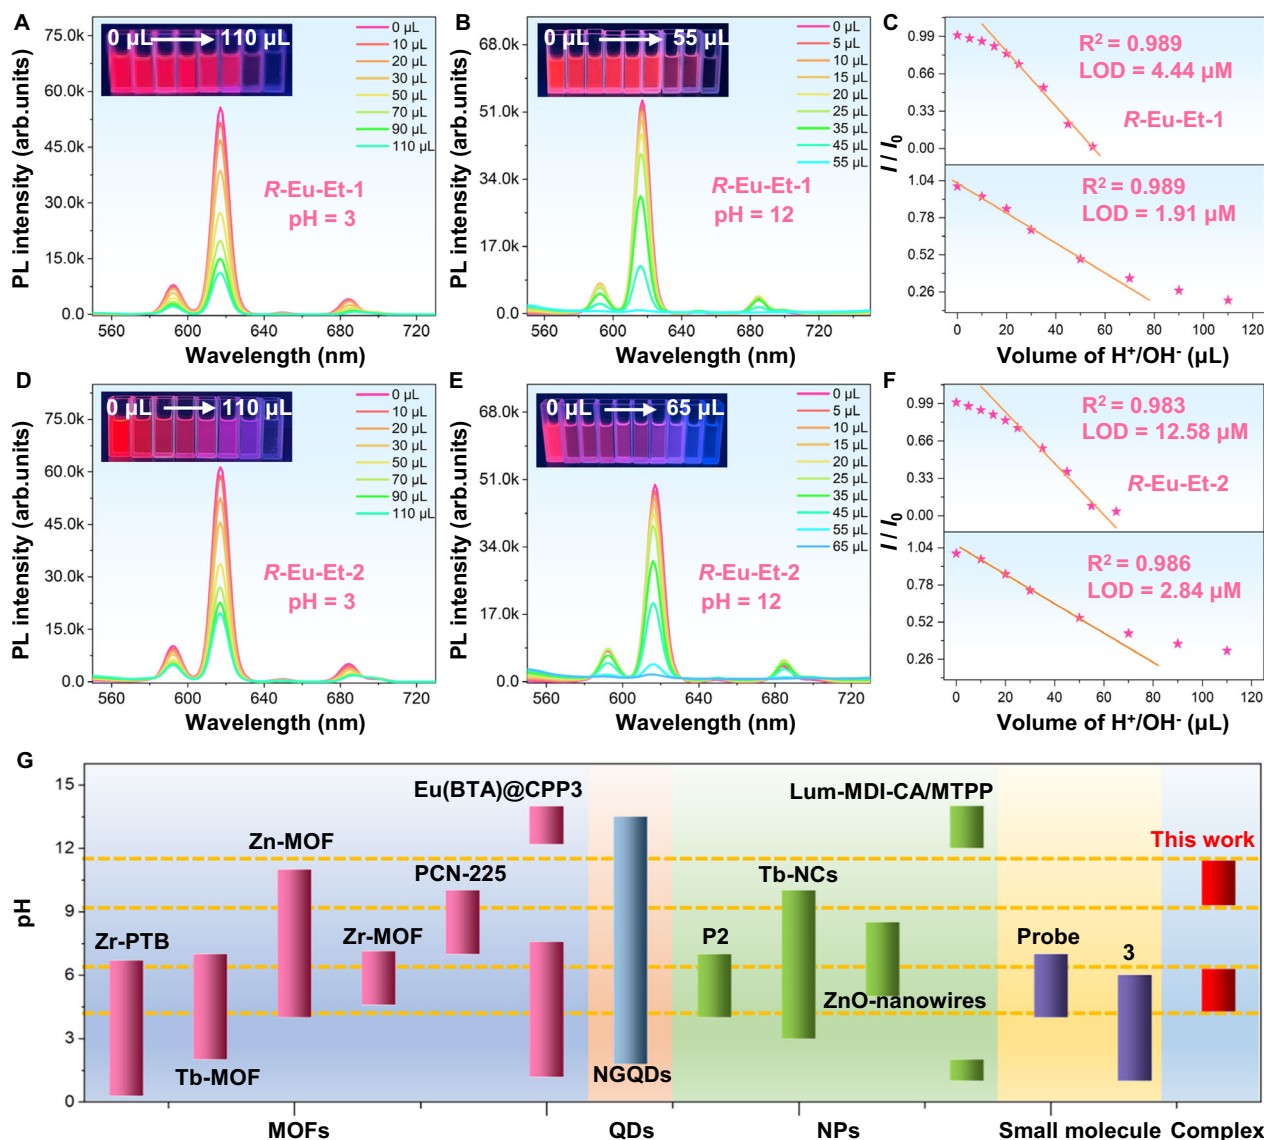 A
75.0k
60.0k
45.0k
30.0k
15.0k
0.0
PL intensity (arb.units)
0 µL 110 µL
0 µL
10 µL
20 µL
30 µL
50 µL
70 µL
90 µL
110 µL
R-Eu-Et-1
pH = 3
560 600 640 680 720
Wavelength (nm)
B
68.0k
51.0k
34.0k
17.0k
0.0
PL intensity (arb.units)
0 µL 55 µL
0 µL
5 µL
10 µL
15 µL
20 µL
25 µL
35 µL
45 µL
55 µL
R-Eu-Et-1
pH = 12
560 600 640 680 720
Wavelength (nm)
C
0.99
0.66
0.33
0.00
R² = 0.989
LOD = 4.44 µM
R-Eu-Et-1
I / I₀
1.04
0.78
0.52
0.26
R² = 0.989
LOD = 1.91 µM
0 20 40 60 80 100 120
Volume of H⁺/OH⁻ (µL)
D
75.0k
60.0k
45.0k
30.0k
15.0k
0.0
PL intensity (arb.units)
0 µL 110 µL
0 µL
10 µL
20 µL
30 µL
50 µL
70 µL
90 µL
110 µL
R-Eu-Et-2
pH = 3
560 600 640 680 720
Wavelength (nm)
E
68.0k
51.0k
34.0k
17.0k
0.0
PL intensity (arb.units)
0 µL 65 µL
0 µL
5 µL
10 µL
15 µL
20 µL
25 µL
35 µL
45 µL
55 µL
65 µL
R-Eu-Et-2
pH = 12
560 600 640 680 720
Wavelength (nm)
F
0.99
0.66
0.33
0.00
R² = 0.983
LOD = 12.58 µM
R-Eu-Et-2
I / I₀
1.04
0.78
0.52
0.26
R² = 0.986
LOD = 2.84 µM
0 20 40 60 80 100 120
Volume of H⁺/OH⁻ (µL)
G
15
12
9
6
3
0
pH
Eu(BTA)@CPP3
Lum-MDI-CA/MTPP
Zn-MOF
This work
PCN-225
Tb-NCs
Zr-PTB
Zr-MOF
P2
Probe
3
ZnO-nanowires
Tb-MOF
NGQDs
MOFs QDs NPs Small molecule Complex